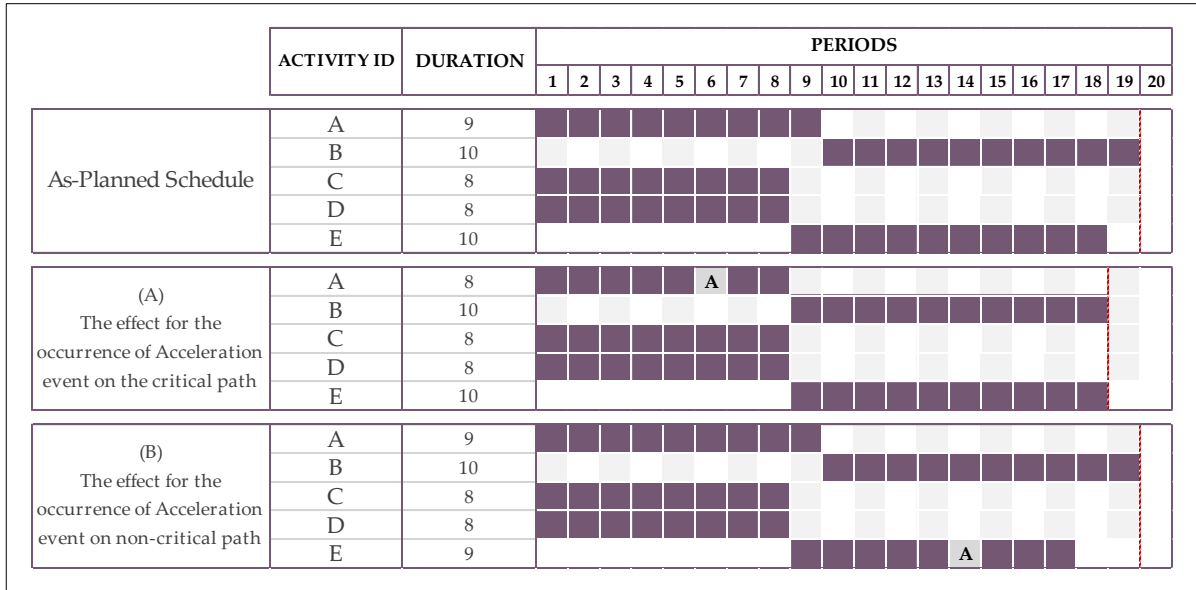 PERIODS
ACTIVITY ID DURATION
1 2 3 4 5 6 7 8 9 10 11 12 13 14 15 16 17 18 19 20
As-Planned Schedule
A 9
B 10
C 8
D 8
E 10
(A)
The effect for the
occurrence of Acceleration
event on the critical path
A 8 A
B 10
C 8
D 8
E 10
(B)
The effect for the
occurrence of Acceleration
event on non-critical path
A 9
B 10
C 8
D 8
E 9 A